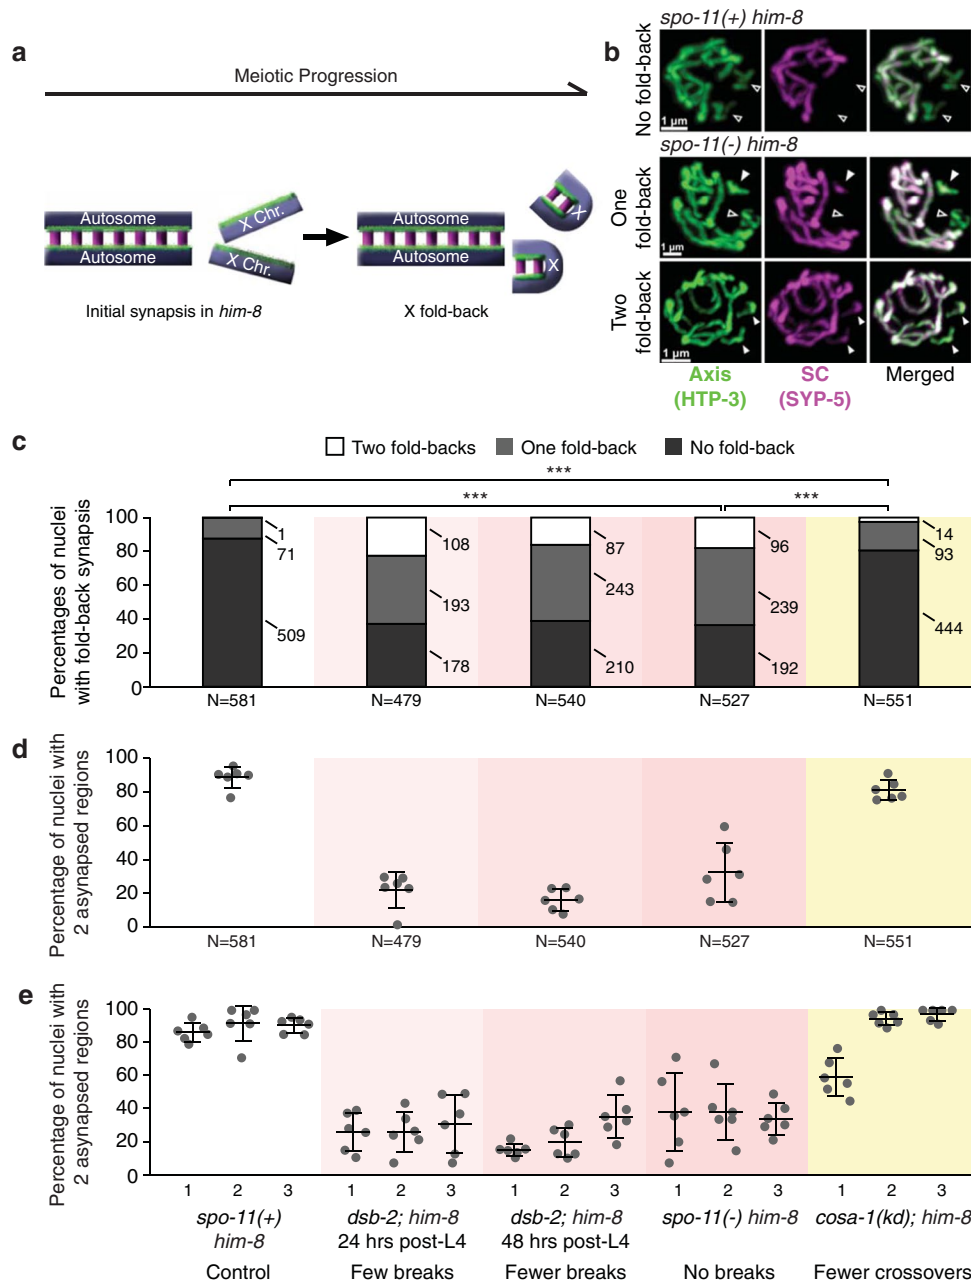 a
Meiotic Progression
Autosome
Autosome
X Chr.
X Chr.
Autosome
Autosome
X
X
Initial synapsis in him-8
X fold-back
b
spo-11(+) him-8
No fold-back
1 µm
spo-11(-) him-8
One fold-back
1 µm
Two fold-back
1 µm
Axis (HTP-3)
SC (SYP-5)
Merged
c
Two fold-backs
One fold-back
No fold-back
***
***
***
Percentages of nuclei with fold-back synapsis
100
80
60
40
20
0
1
71
509
108
193
178
87
243
210
96
239
192
14
93
444
N=581
N=479
N=540
N=527
N=551
d
Percentage of nuclei with 2 asynapsed regions
100
80
60
40
20
0
N=581
N=479
N=540
N=527
N=551
e
Percentage of nuclei with 2 asynapsed regions
100
80
60
40
20
0
1 2 3
1 2 3
1 2 3
1 2 3
1 2 3
spo-11(+) him-8
dsb-2; him-8 24 hrs post-L4
dsb-2; him-8 48 hrs post-L4
spo-11(-) him-8
cosa-1(kd); him-8
Control
Few breaks
Fewer breaks
No breaks
Fewer crossovers